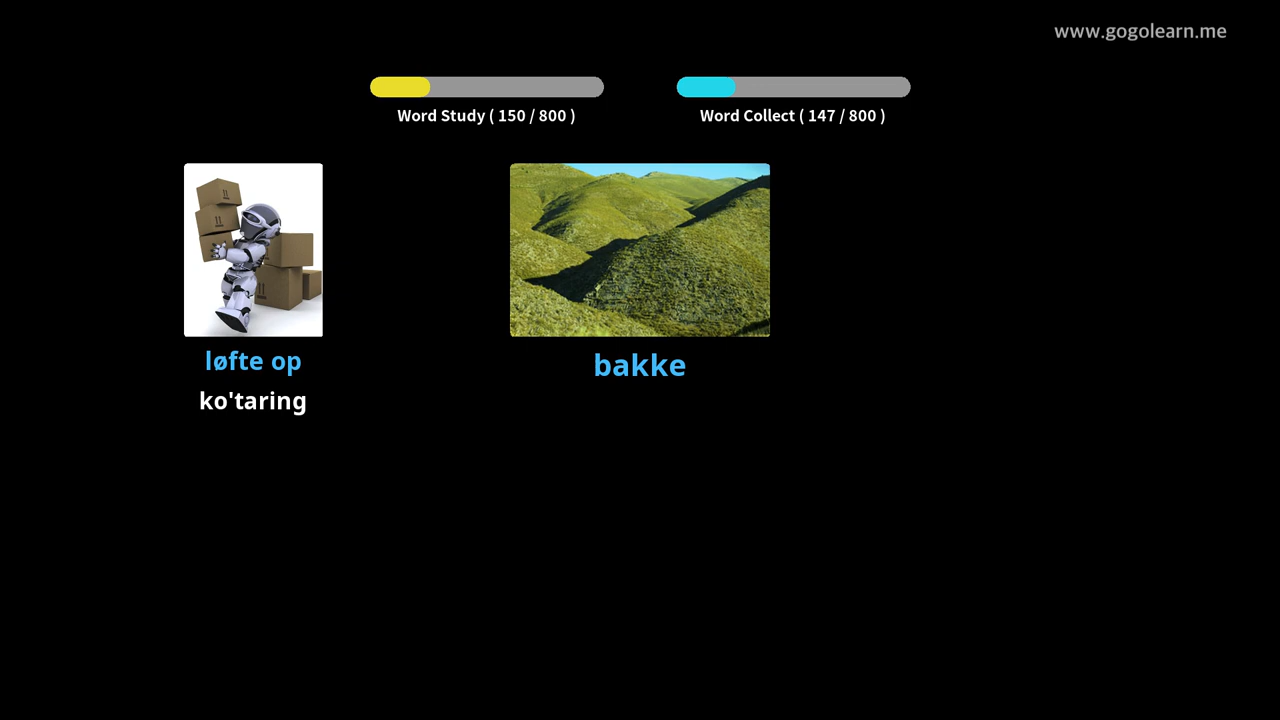 www.gogolearn.me
Word Study ( 150 / 800 )
Word Collect ( 147 / 800 )
løfte op
ko'taring
bakke